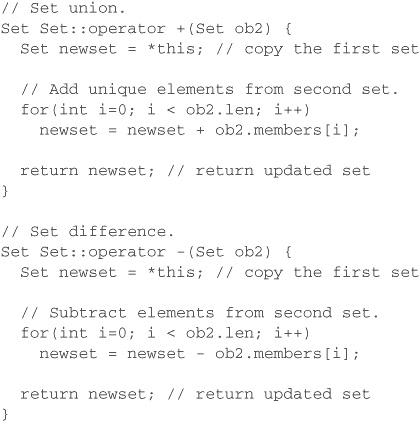 // Set union.
Set Set::operator +(Set ob2) {
  Set newset = *this; // copy the first set

  // Add unique elements from second set.
  for(int i=0; i < ob2.len; i++)
    newset = newset + ob2.members[i];

  return newset; // return updated set
}

// Set difference.
Set Set::operator -(Set ob2) {
  Set newset = *this; // copy the first set

  // Subtract elements from second set.
  for(int i=0; i < ob2.len; i++)
    newset = newset - ob2.members[i];

  return newset; // return updated set
}